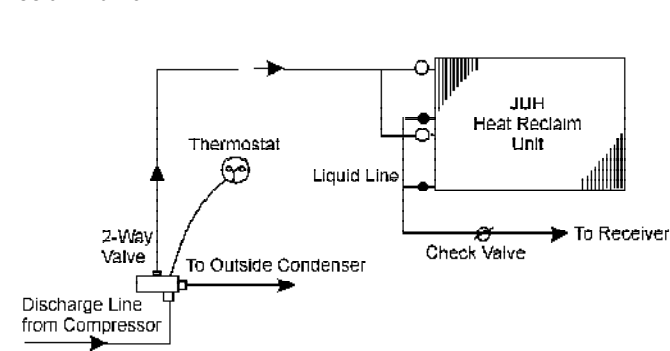 JUH
Heat Reclaim
Unit
Thermostat
Liquid Line
To Receiver
2-Way
Valve
Check Valve
To Outside Condenser
Discharge Line
from Compressor